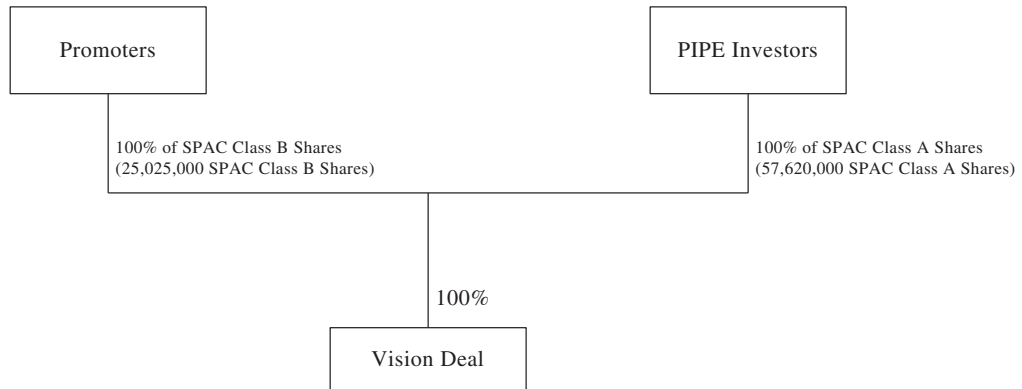 Promoters
PIPE Investors
100% of SPAC Class B Shares
(25,025,000 SPAC Class B Shares)
100% of SPAC Class A Shares
(57,620,000 SPAC Class A Shares)
100%
Vision Deal